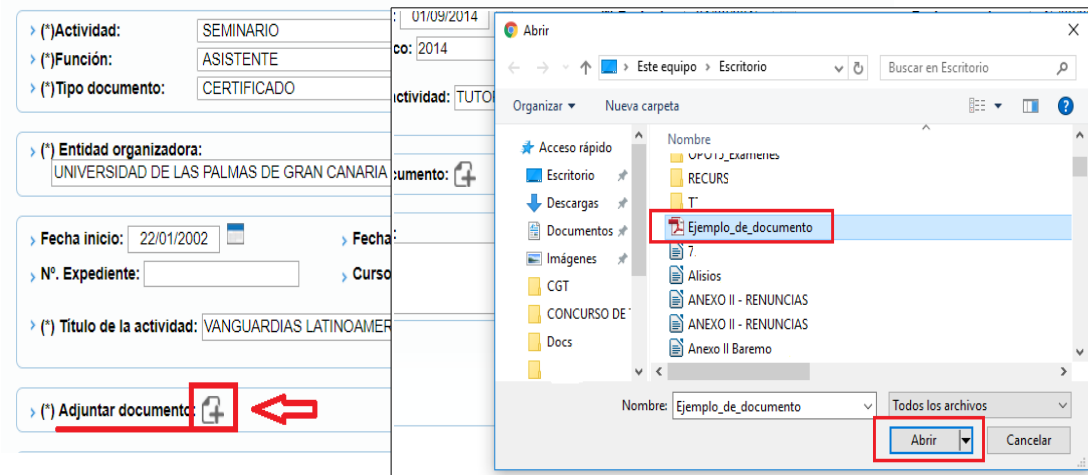 (*)Actividad: SEMINARIO
(*)Función: ASISTENTE
(*)Tipo documento: CERTIFICADO
(*) Entidad organizadora:
UNIVERSIDAD DE LAS PALMAS DE GRAN CANARIA
Fecha inicio: 22/01/2002
Fecha
Nº. Expediente:
Curso
(*) Título de la actividad: VANGUARDIAS LATINOAMER
(*) Adjuntar documento:
: 01/09/2014
co: 2014
actividad: TUTO
cumento:
Abrir
Este equipo > Escritorio
Buscar en Escritorio
Organizar
Nueva carpeta
Acceso rápido
Escritorio
Descargas
Documentos
Imágenes
CGT
CONCURSO DE
Docs
Nombre
RECURS
Ejemplo_de_documento
7
Alisios
ANEXO II - RENUNCIAS
ANEXO II - RENUNCIAS
Anexo II Baremo
Nombre: Ejemplo_de_documento
Todos los archivos
Abrir
Cancelar